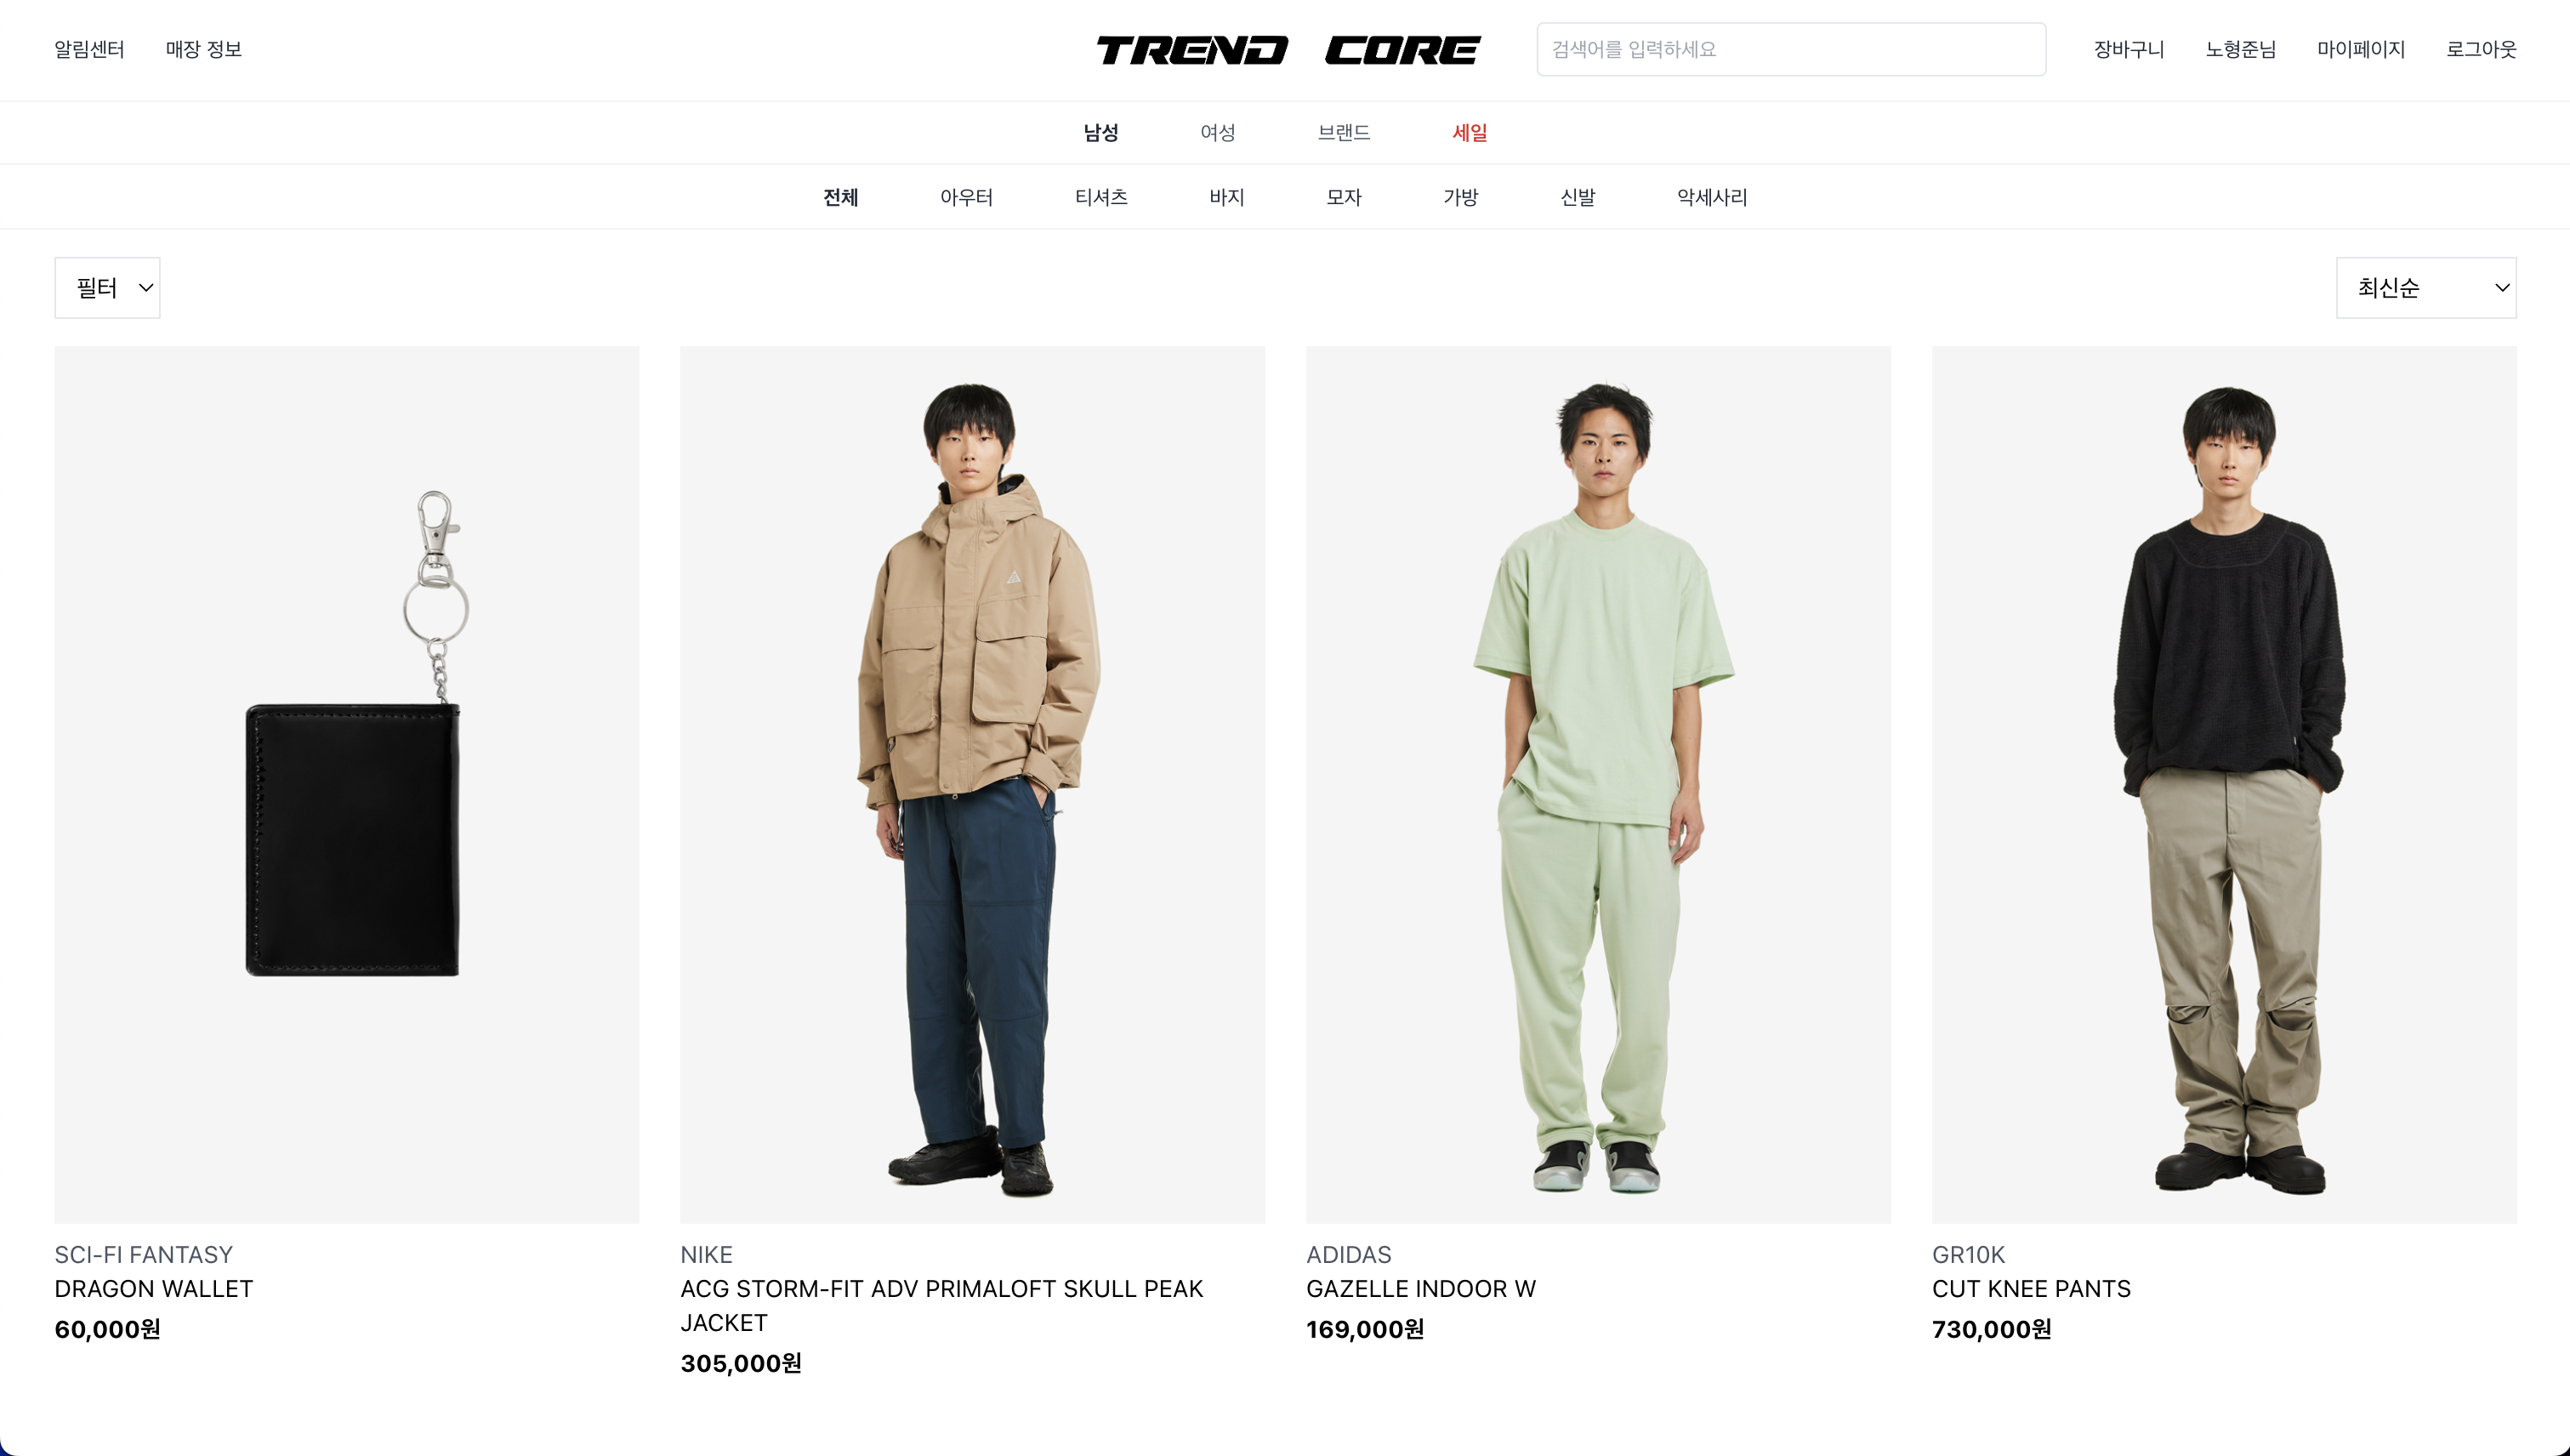 알림센터 매장 정보 TREND CORE 검색어를 입력하세요 장바구니 노형준님 마이페이지 로그아웃
남성 여성 브랜드 세일
전체 아우터 티셔츠 바지 모자 가방 신발 악세사리
필터 최신순
SCI-FI FANTASY
DRAGON WALLET
60,000원
NIKE
ACG STORM-FIT ADV PRIMALOFT SKULL PEAK
JACKET
305,000원
ADIDAS
GAZELLE INDOOR W
169,000원
GR10K
CUT KNEE PANTS
730,000원